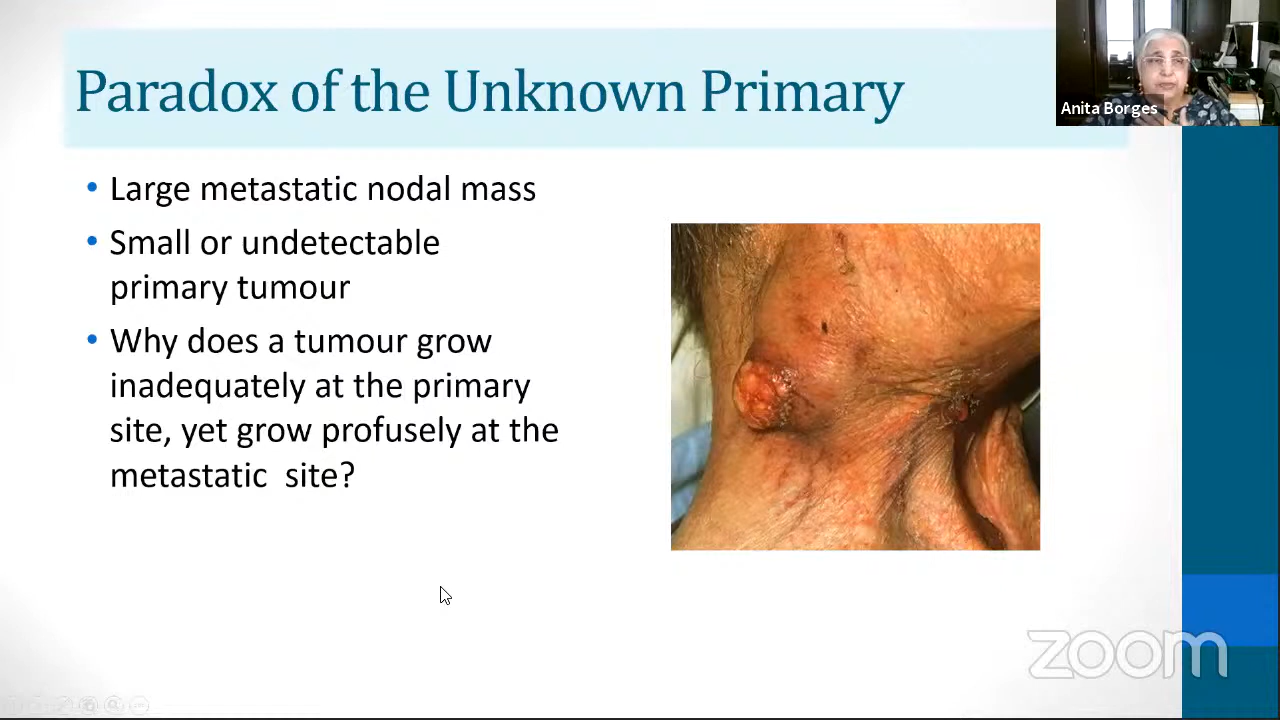 Paradox of the Unknown Primary
Anita Borges
• Large metastatic nodal mass
• Small or undetectable
primary tumour
• Why does a tumour grow
inadequately at the primary
site, yet grow profusely at the
metastatic  site?
zoom